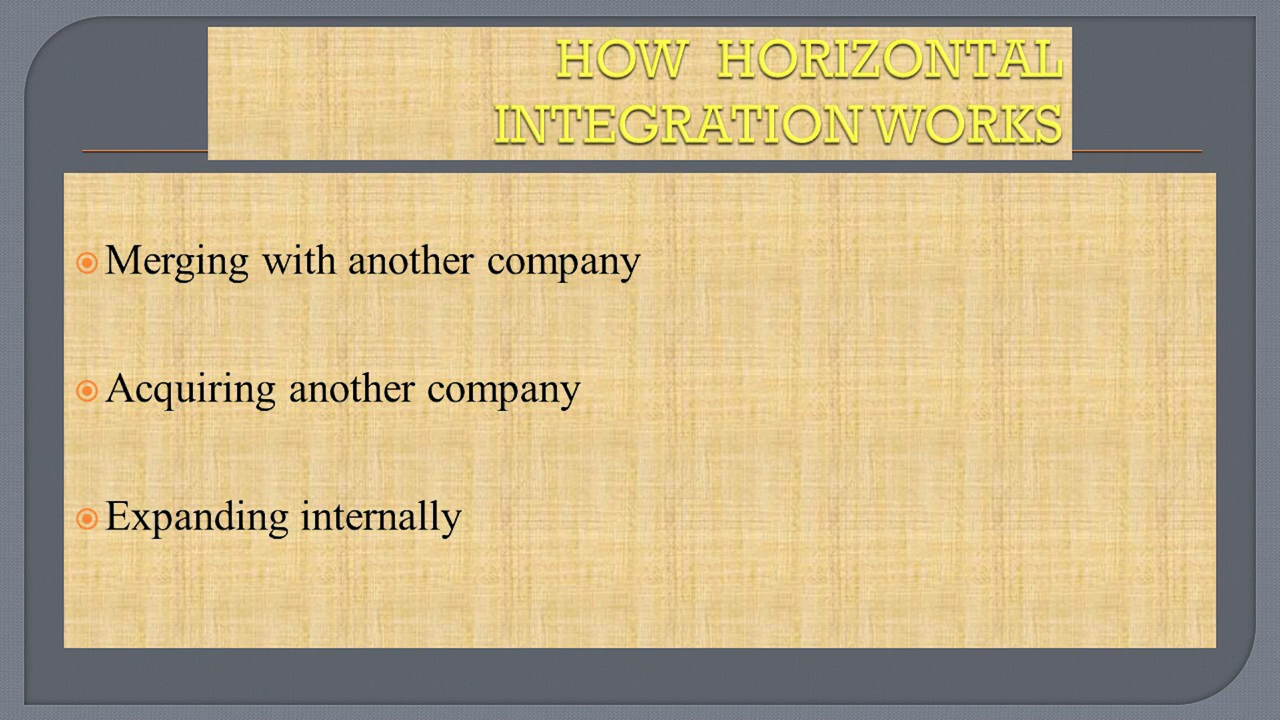 HOW HORIZONTAL
INTEGRATION WORKS
Merging with another company
Acquiring another company
Expanding internally